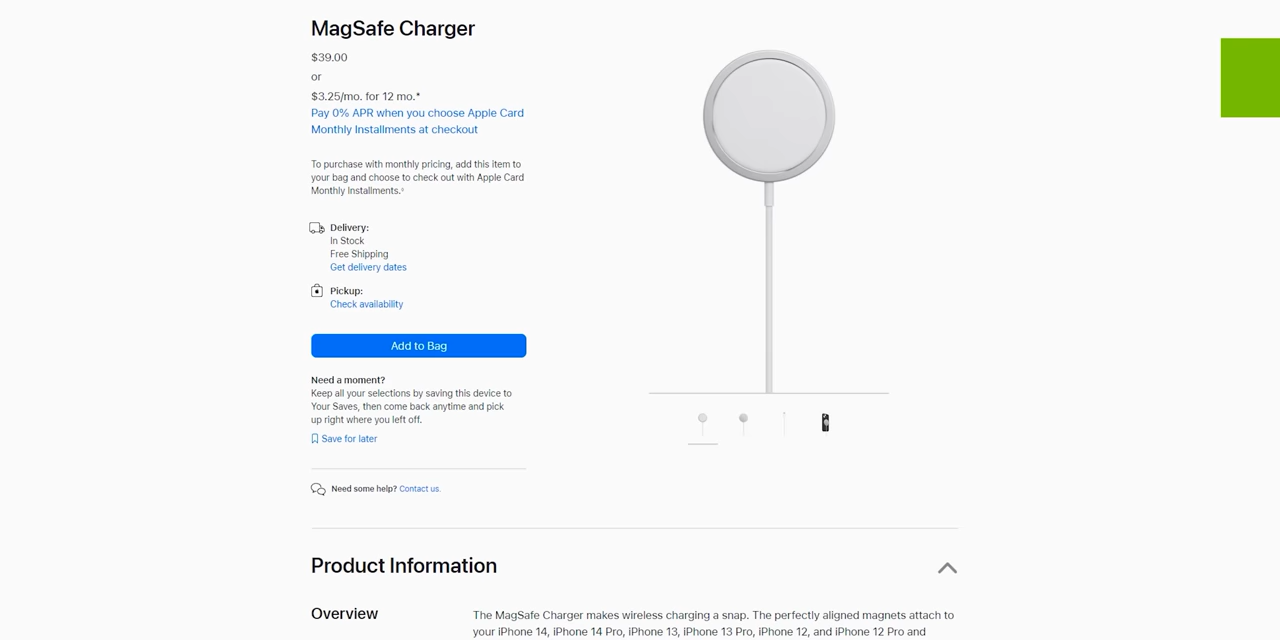 MagSafe Charger
$39.00
or
$3.25/mo. for 12 mo.*
Pay 0% APR when you choose Apple Card
Monthly Installments at checkout
To purchase with monthly pricing, add this item to
your bag and choose to check out with Apple Card
Monthly Installments.◊
Delivery:
In Stock
Free Shipping
Get delivery dates
Pickup:
Check availability
Add to Bag
Need a moment?
Keep all your selections by saving this device to
Your Saves, then come back anytime and pick
up right where you left off.
Save for later
Need some help? Contact us.
Product Information
Overview
The MagSafe Charger makes wireless charging a snap. The perfectly aligned magnets attach to
your iPhone 14, iPhone 14 Pro, iPhone 13, iPhone 13 Pro, iPhone 12, and iPhone 12 Pro and